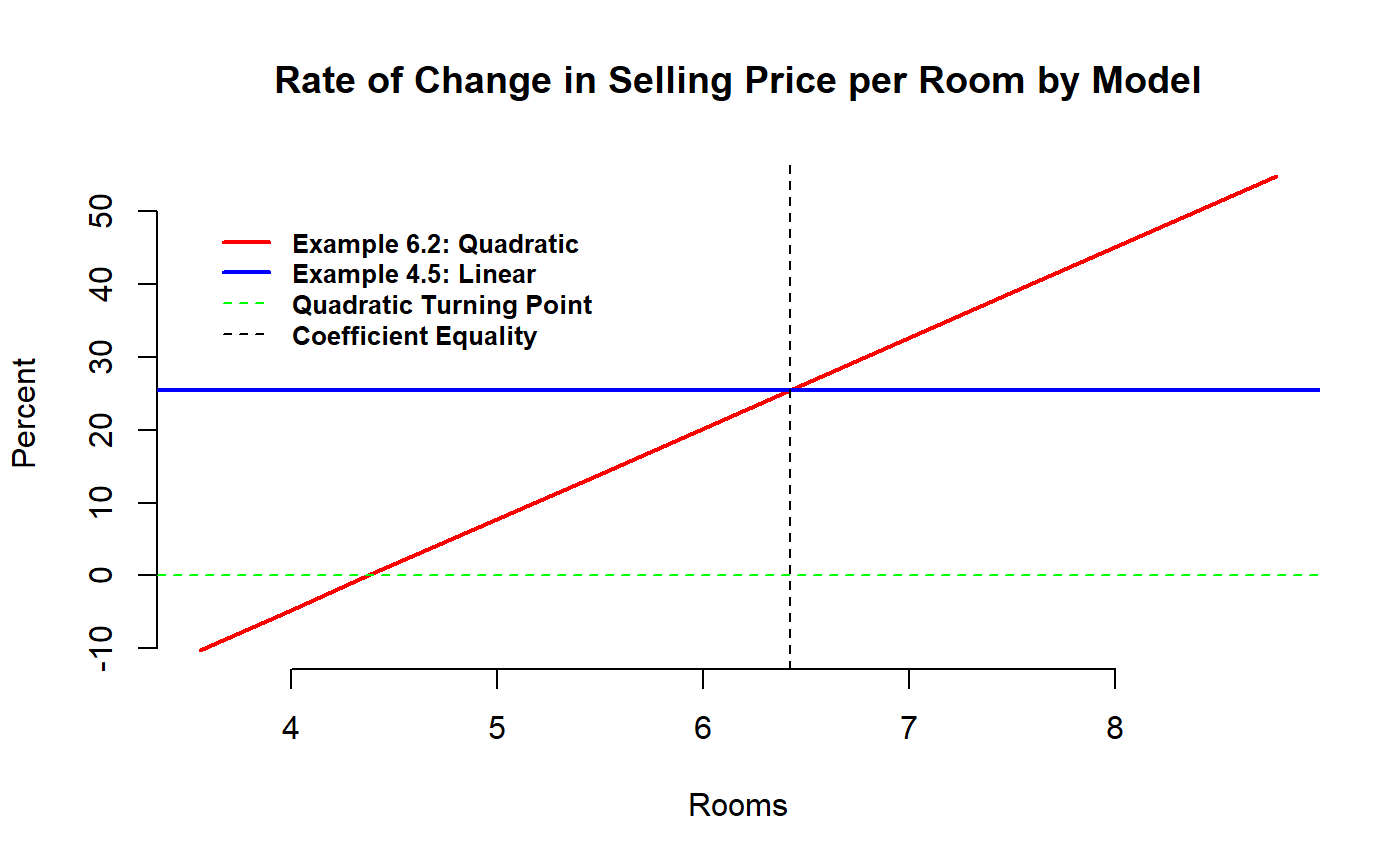 Rate of Change in Selling Price per Room by Model
Percent
50
40
30
20
10
0
-10
Example 6.2: Quadratic
Example 4.5: Linear
Quadratic Turning Point
Coefficient Equality
4 5 6 7 8
Rooms